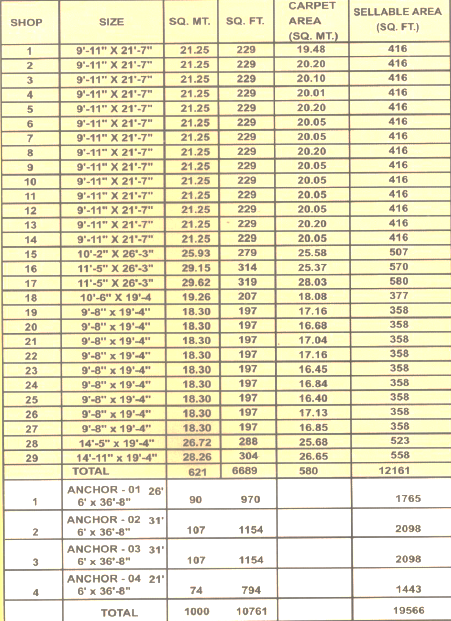 SHOP SIZE SQ. MT. SQ. FT. CARPET AREA (SQ. MT.) SELLABLE AREA (SQ. FT.)
1 9'-11" X 21'-7" 21.25 229 19.48 416
2 9'-11" X 21'-7" 21.25 229 20.20 416
3 9'-11" X 21'-7" 21.25 229 20.10 416
4 9'-11" X 21'-7" 21.25 229 20.01 416
5 9'-11" X 21'-7" 21.25 229 20.20 416
6 9'-11" X 21'-7" 21.25 229 20.05 416
7 9'-11" X 21'-7" 21.25 229 20.05 416
8 9'-11" X 21'-7" 21.25 229 20.20 416
9 9'-11" X 21'-7" 21.25 229 20.05 416
10 9'-11" X 21'-7" 21.25 229 20.05 416
11 9'-11" X 21'-7" 21.25 229 20.05 416
12 9'-11" X 21'-7" 21.25 229 20.05 416
13 9'-11" X 21'-7" 21.25 229 20.20 416
14 9'-11" X 21'-7" 21.25 229 20.05 416
15 10'-2" X 26'-3" 25.93 279 25.58 507
16 11'-5" X 26'-3" 29.15 314 25.37 570
17 11'-5" X 26'-3" 29.62 319 28.03 580
18 10'-6" X 19'-4 19.26 207 18.08 377
19 9'-8" x 19'-4" 18.30 197 17.16 358
20 9'-8" x 19'-4" 18.30 197 16.68 358
21 9'-8" x 19'-4" 18.30 197 17.04 358
22 9'-8" x 19'-4" 18.30 197 17.16 358
23 9'-8" x 19'-4" 18.30 197 16.45 358
24 9'-8" x 19'-4" 18.30 197 16.84 358
25 9'-8" x 19'-4" 18.30 197 16.40 358
26 9'-8" x 19'-4" 18.30 197 17.13 358
27 9'-8" x 19'-4" 18.30 197 16.85 358
28 14'-5" x 19'-4" 26.72 288 25.68 523
29 14'-11" x 19'-4" 28.26 304 26.65 558
TOTAL 621 6689 580 12161
ANCHOR - 01 26'
1 6' x 36'-8" 90 970 1765
ANCHOR - 02 31'
2 6' x 36'-8" 107 1154 2098
ANCHOR - 03 31'
3 6' x 36'-8" 107 1154 2098
ANCHOR - 04 21'
4 6' x 36'-8" 74 794 1443
TOTAL 1000 10761 19566